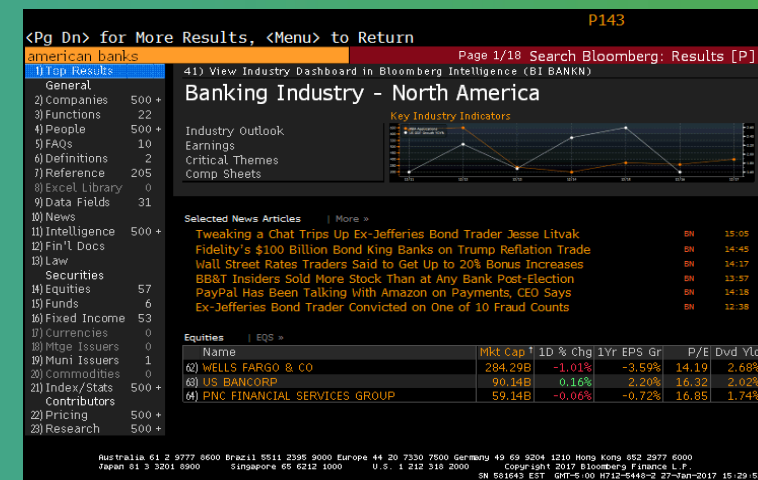 P143
<Pg Dn> for More Results, <Menu> to Return
american banks
Page 1/18 Search Bloomberg: Results [P]
1) Top Results
General
2) Companies 500 +
3) Functions 22
4) People 500 +
5) FAQs 10
6) Definitions 2
7) Reference 205
8) Excel Library 0
9) Data Fields 31
10) News
11) Intelligence 500 +
12) Fin'l Docs
13) Law
Securities
14) Equities 57
15) Funds 6
16) Fixed Income 53
17) Currencies 0
18) Mtge Issuers 0
19) Muni Issuers 1
20) Commodities 0
21) Index/Stats 500 +
Contributors
22) Pricing 500 +
23) Research 500 +
41) View Industry Dashboard in Bloomberg Intelligence (BI BANKN)
Banking Industry - North America
Key Industry Indicators
Industry Outlook
Earnings
Critical Themes
Comp Sheets
Selected News Articles | More »
Tweaking a Chat Trips Up Ex-Jefferies Bond Trader Jesse Litvak BN 15:05
Fidelity's $100 Billion Bond King Banks on Trump Reflation Trade BN 14:45
Wall Street Rates Traders Said to Get Up to 20% Bonus Increases BN 14:17
BB&T Insiders Sold More Stock Than at Any Bank Post-Election BN 13:57
PayPal Has Been Talking With Amazon on Payments, CEO Says BN 14:18
Ex-Jefferies Bond Trader Convicted on One of 10 Fraud Counts BN 12:38
Equities | EQS »
Name Mkt Cap↑ 1D % Chg 1Yr EPS Gr P/E Dvd Yld
62) WELLS FARGO & CO 284.29B -1.01% -3.59% 14.19 2.68%
63) US BANCORP 90.14B 0.16% 2.20% 16.32 2.02%
64) PNC FINANCIAL SERVICES GROUP 59.14B -0.06% -0.72% 16.85 1.74%
Australia 61 2 9777 8600 Brazil 5511 2395 9000 Europe 44 20 7330 7500 Germany 49 69 9204 1210 Hong Kong 852 2977 6000
Japan 81 3 3201 8900 Singapore 65 6212 1000 U.S. 1 212 318 2000 Copyright 2017 Bloomberg Finance L.P.
SN 581643 EST GMT-5:00 H712-5448-2 27-Jan-2017 15:29:5